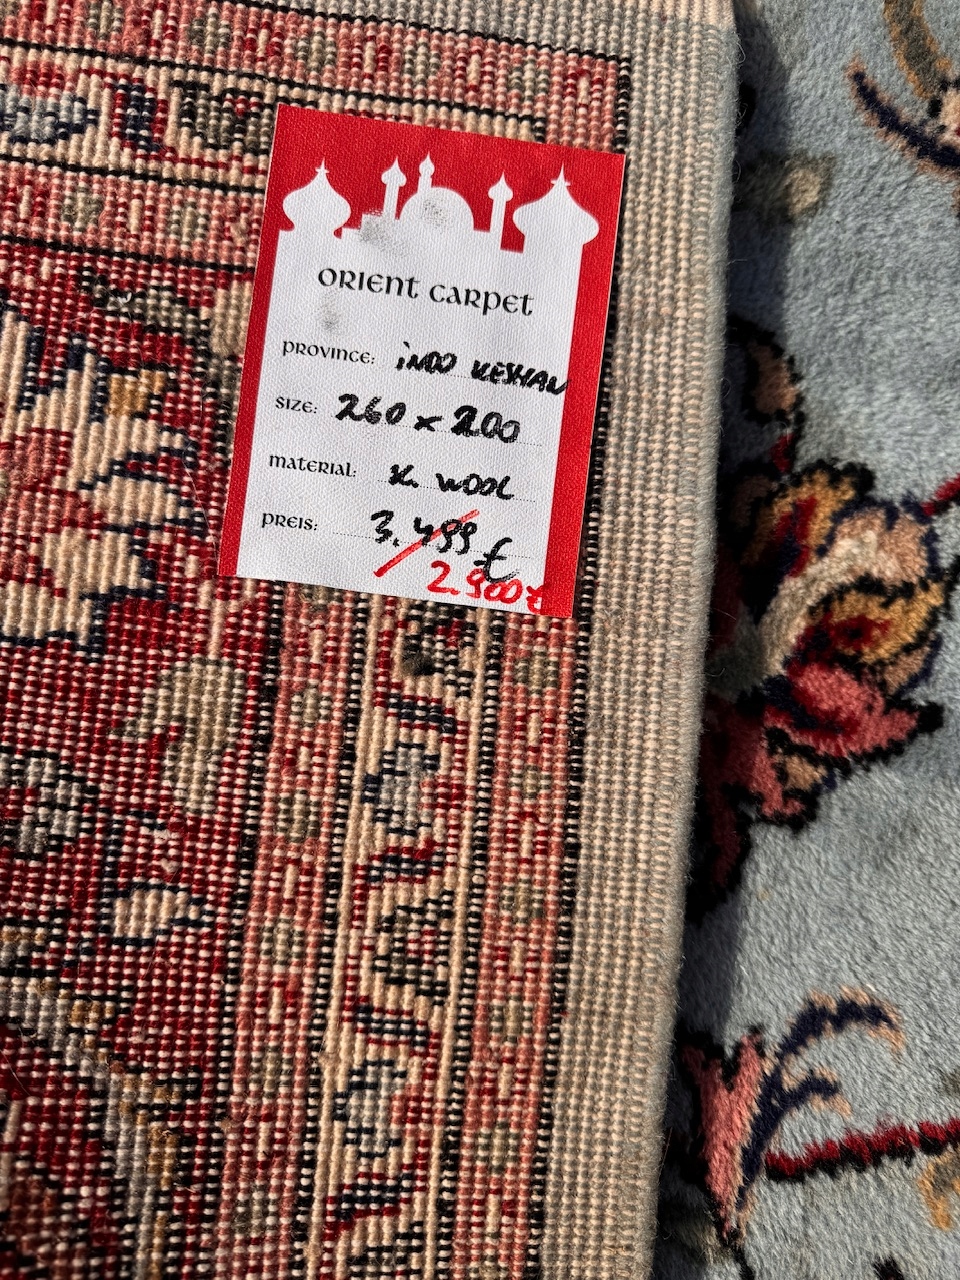 ORIENT CARPET
PROVINCE: INDO KESHAN
SIZE: 260 x 200
MATERIAL: K. WOOL
PREIS: 3.499 €
2.900 €